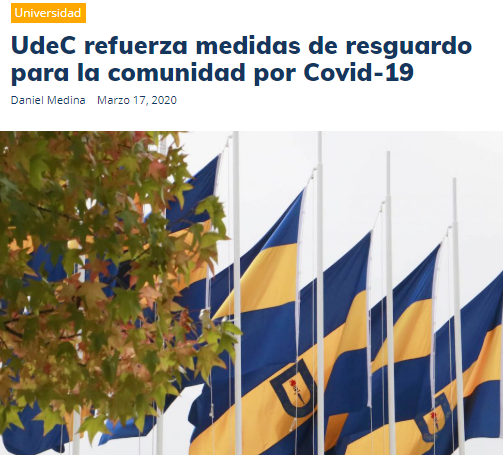 Universidad
UdeC refuerza medidas de resguardo
para la comunidad por Covid-19
Daniel Medina Marzo 17, 2020